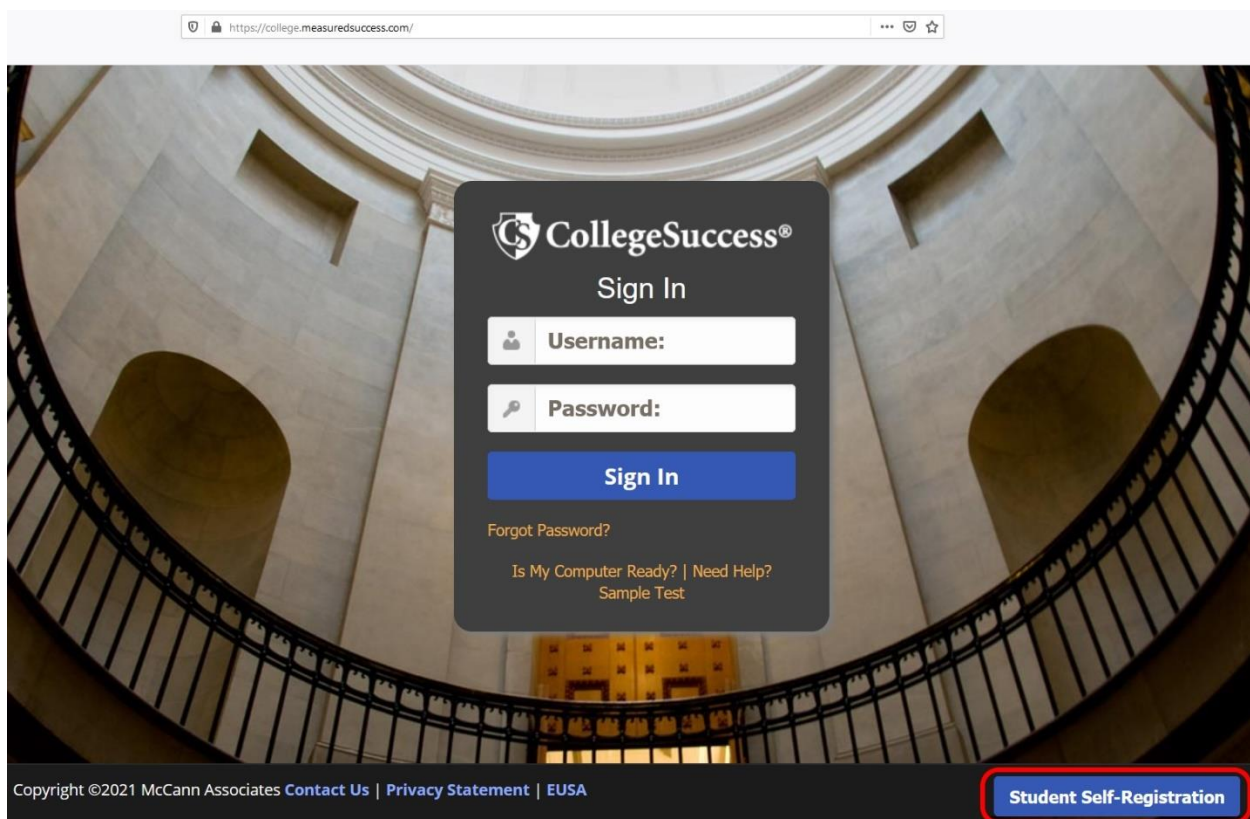 https://college.measuredsuccess.com/
CS CollegeSuccess®
Sign In
Username:
Password:
Sign In
Forgot Password?
Is My Computer Ready? | Need Help?
Sample Test
Copyright ©2021 McCann Associates Contact Us | Privacy Statement | EUSA
Student Self-Registration